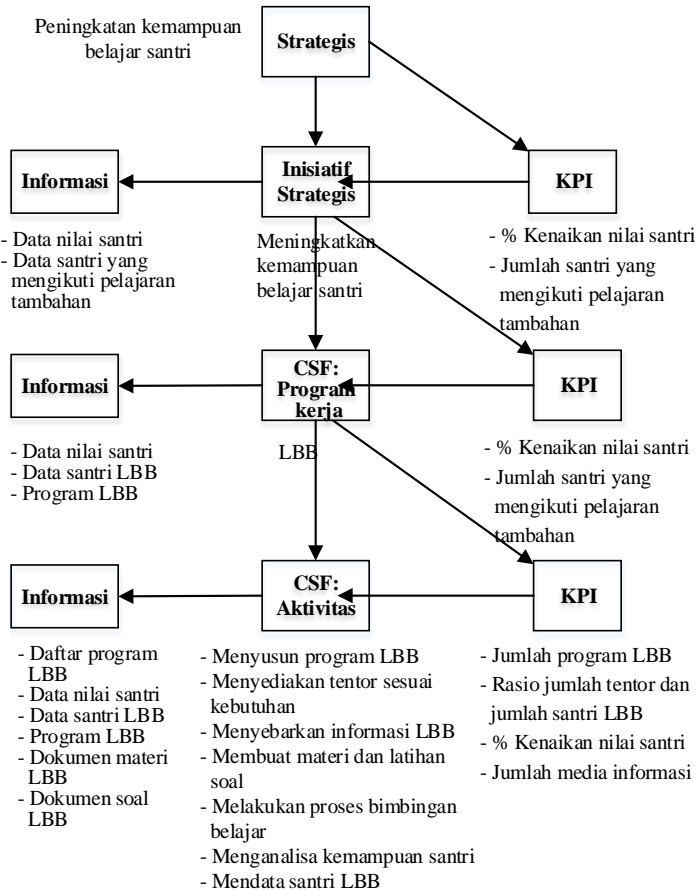 Peningkatan kemampuan
belajar santri
Strategis
Informasi
Inisiatif
Strategis
KPI
- Data nilai santri
- Data santri yang
mengikuti pelajaran
tambahan
Meningkatkan
kemampuan
belajar santri
- % Kenaikan nilai santri
- Jumlah santri yang
mengikuti pelajaran
tambahan
Informasi
CSF:
Program
kerja
KPI
- Data nilai santri
- Data santri LBB
- Program LBB
LBB
- % Kenaikan nilai santri
- Jumlah santri yang
mengikuti pelajaran
tambahan
Informasi
CSF:
Aktivitas
KPI
- Daftar program
LBB
- Data nilai santri
- Data santri LBB
- Program LBB
- Dokumen materi
LBB
- Dokumen soal
LBB
- Menyusun program LBB
- Menyediakan tentor sesuai
kebutuhan
- Menyebarkan informasi LBB
- Membuat materi dan latihan
soal
- Melakukan proses bimbingan
belajar
- Menganalisa kemampuan santri
- Mendata santri LBB
- Jumlah program LBB
- Rasio jumlah tentor dan
jumlah santri LBB
- % Kenaikan nilai santri
- Jumlah media informasi